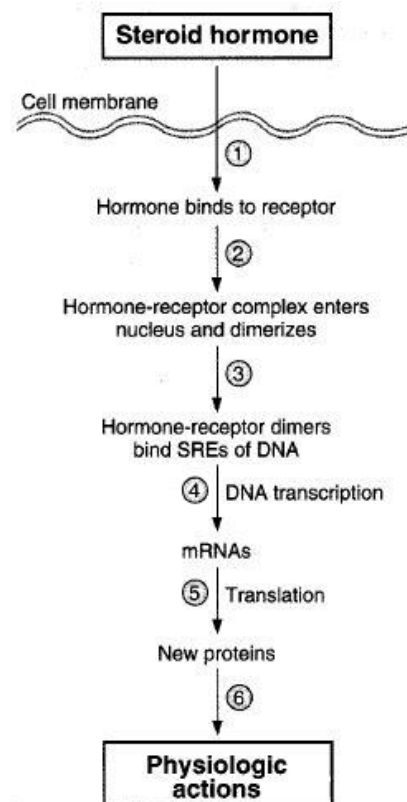 Steroid hormone
Cell membrane
①
Hormone binds to receptor
②
Hormone-receptor complex enters
nucleus and dimerizes
③
Hormone-receptor dimers
bind SREs of DNA
④ DNA transcription
mRNAs
⑤ Translation
New proteins
⑥
Physiologic
actions